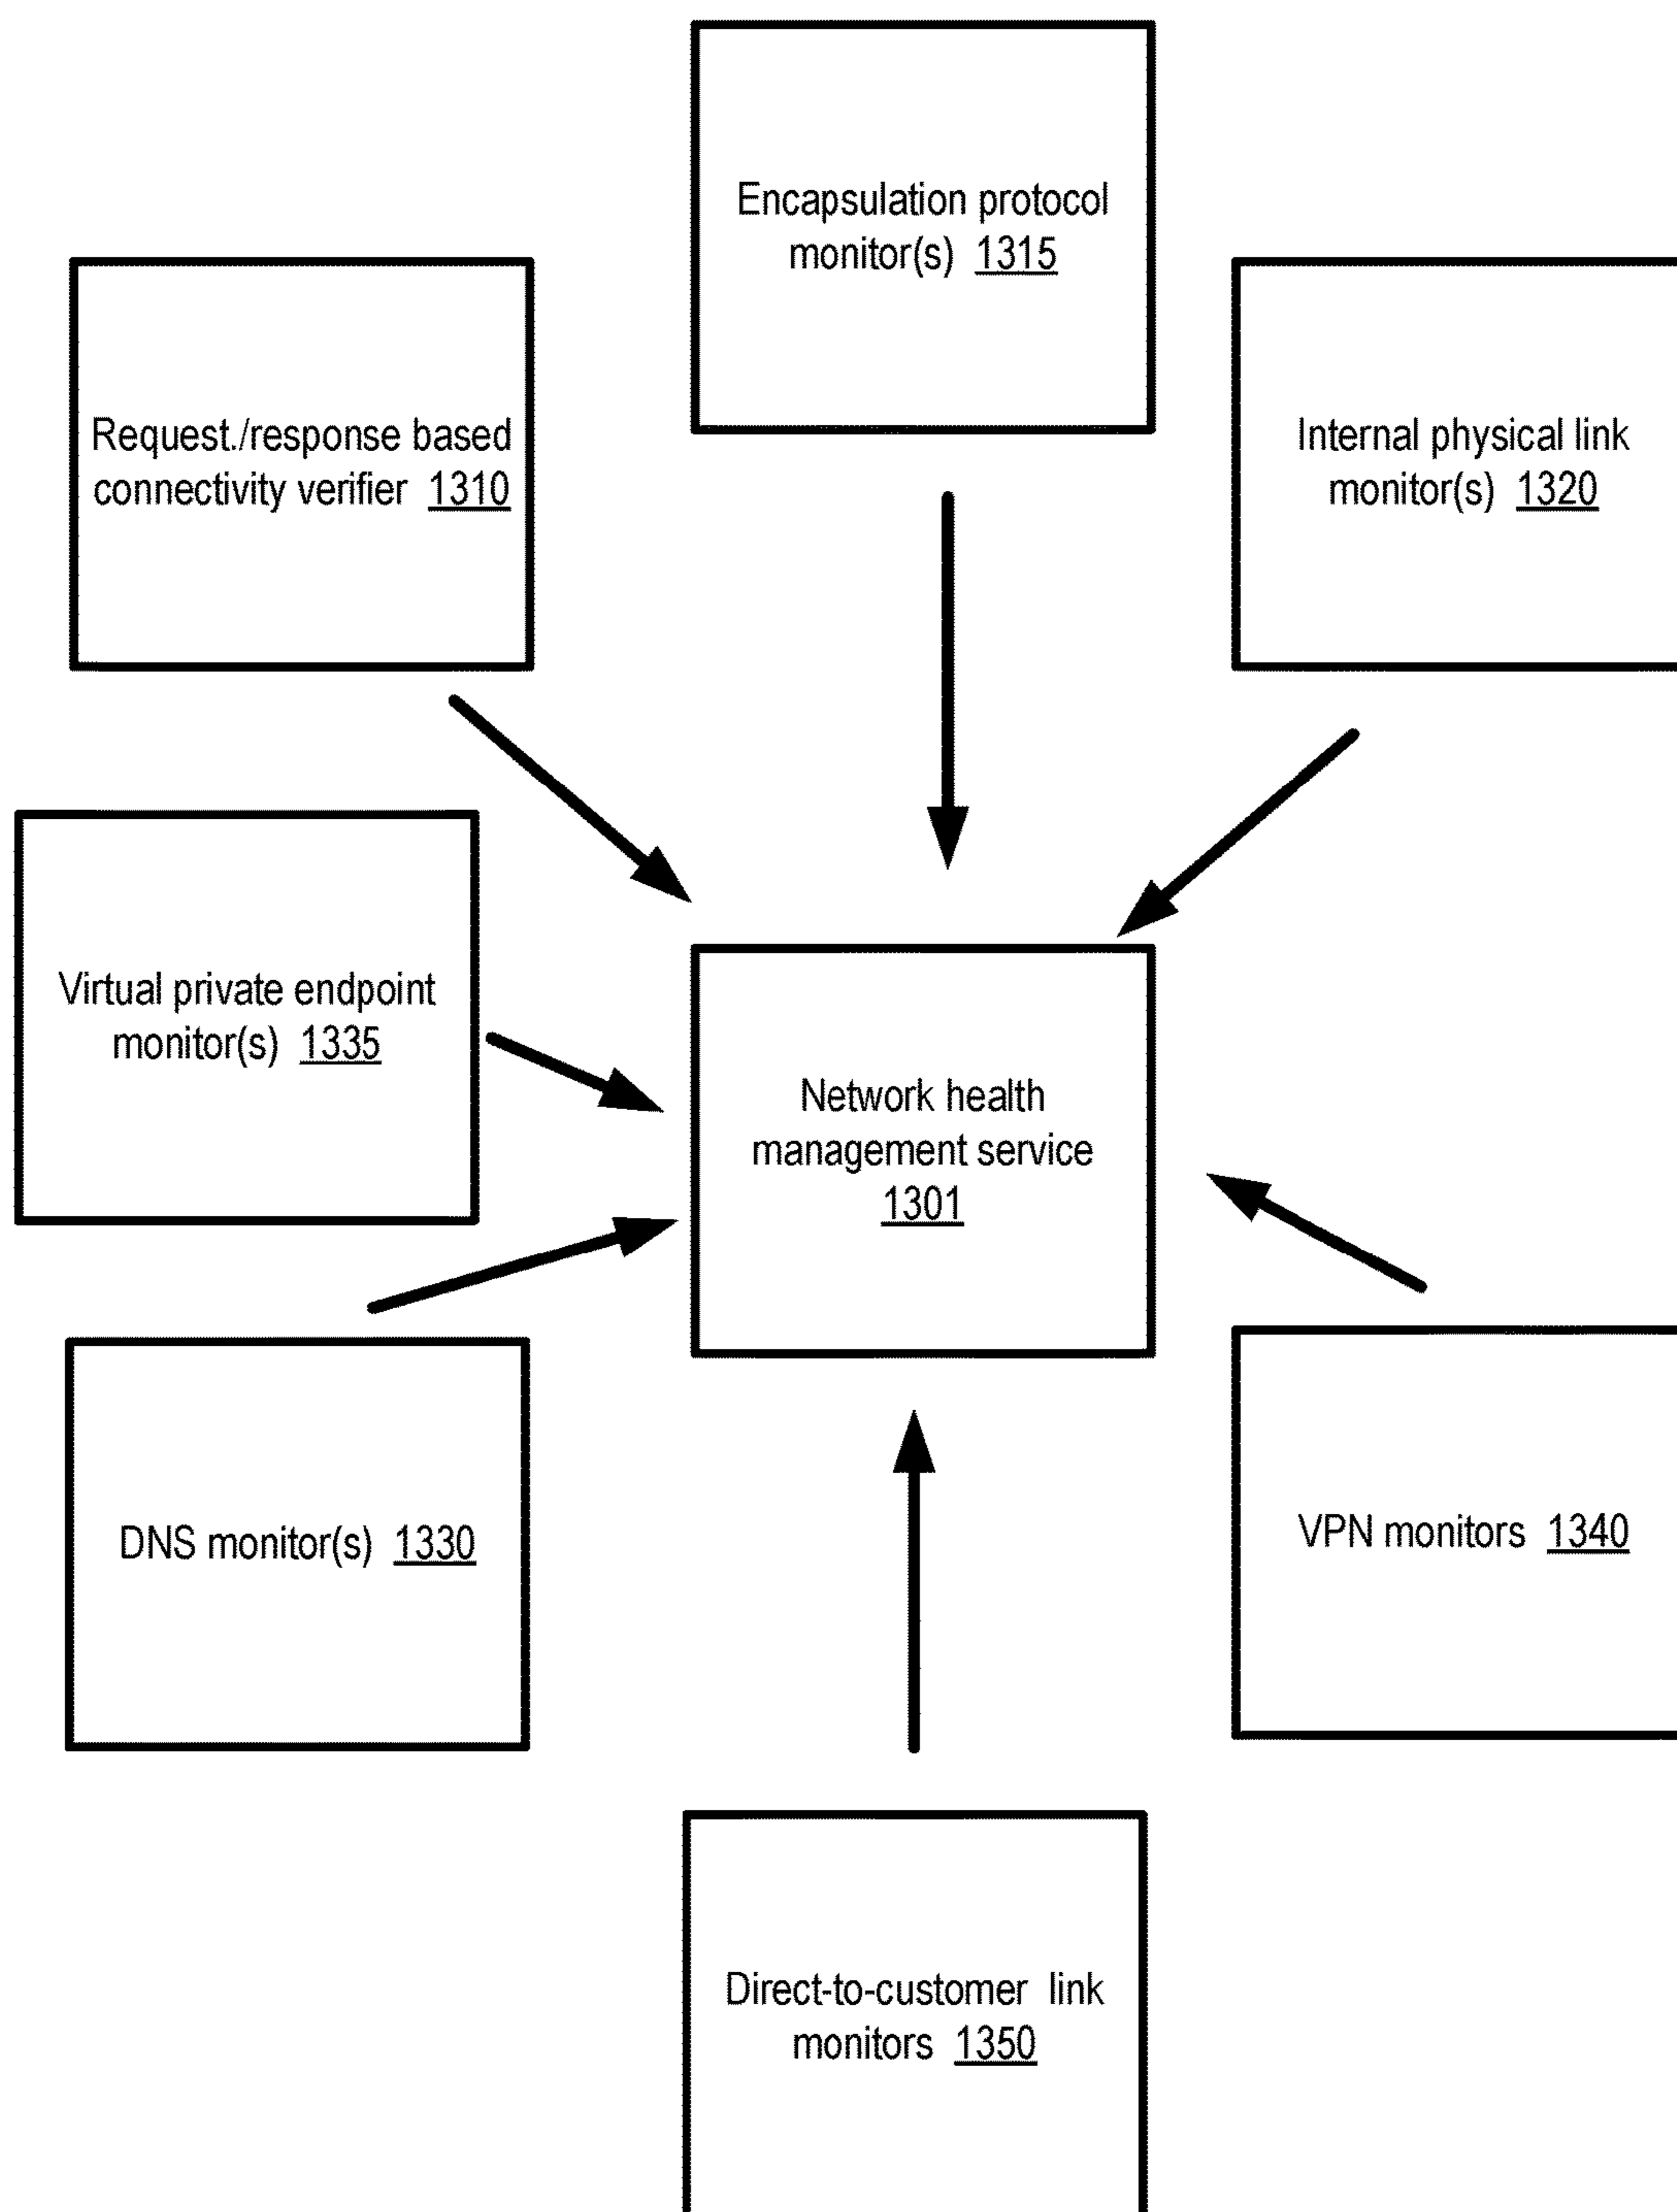 Encapsulation protocol
monitor(s) 1315
Request./response based
connectivity verifier 1310
Internal physical link
monitor(s) 1320
Virtual private endpoint
monitor(s) 1335
Network health
management service
1301
DNS monitor(s) 1330
VPN monitors 1340
Direct-to-customer link
monitors 1350